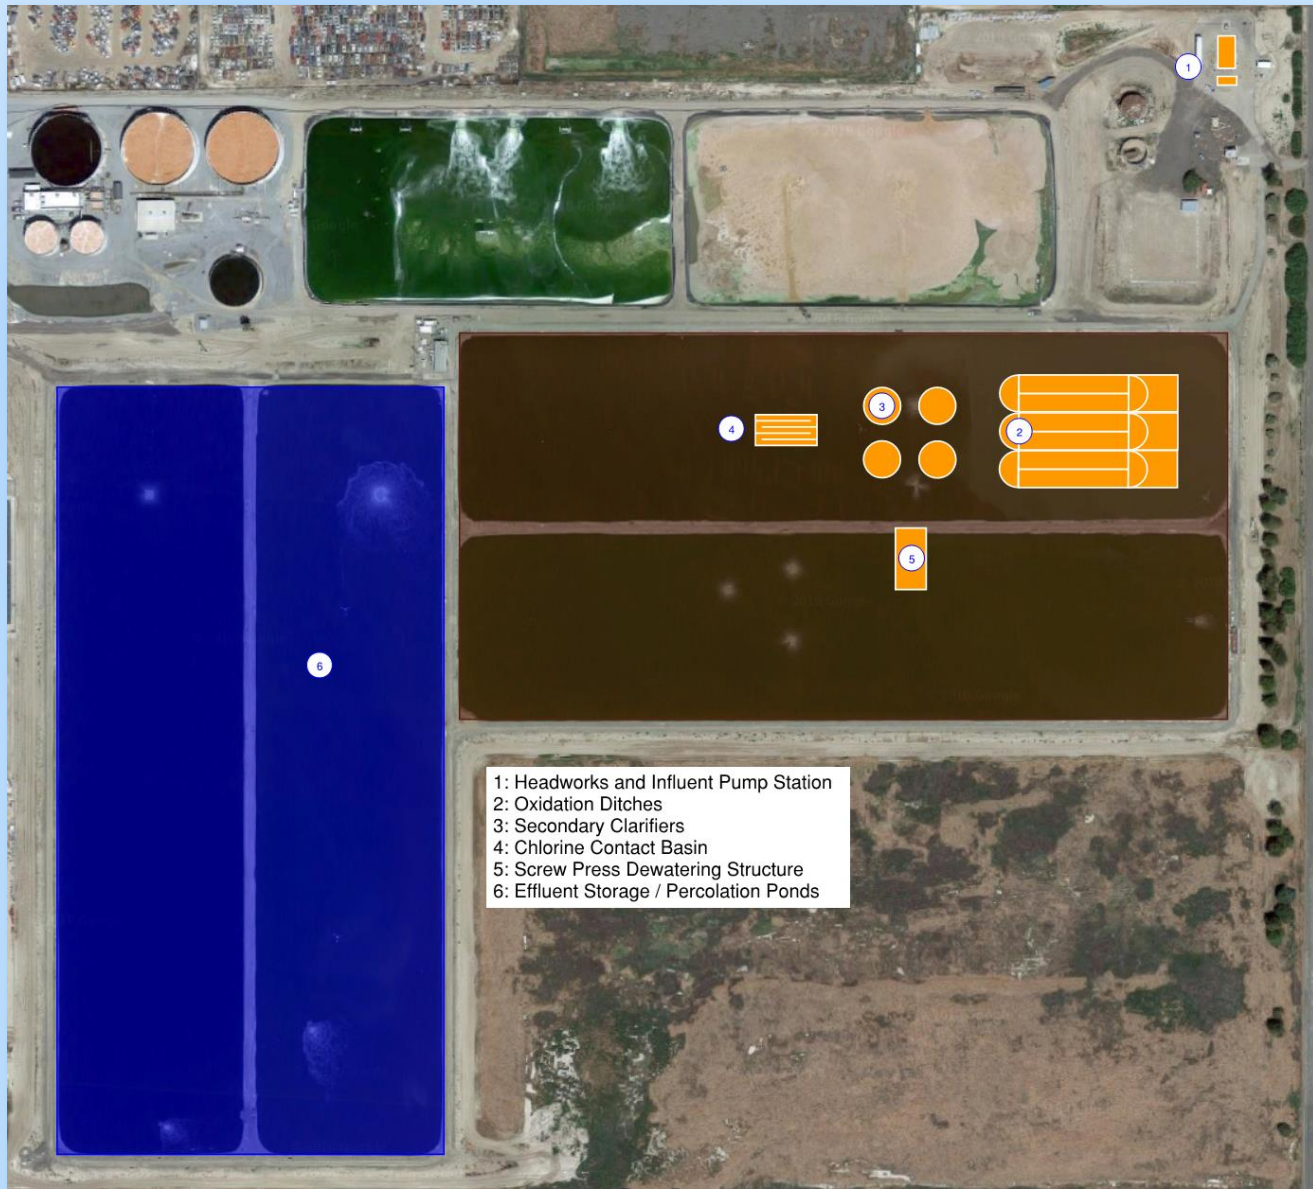 1
3
4
2
5
6
1: Headworks and Influent Pump Station
2: Oxidation Ditches
3: Secondary Clarifiers
4: Chlorine Contact Basin
5: Screw Press Dewatering Structure
6: Effluent Storage / Percolation Ponds